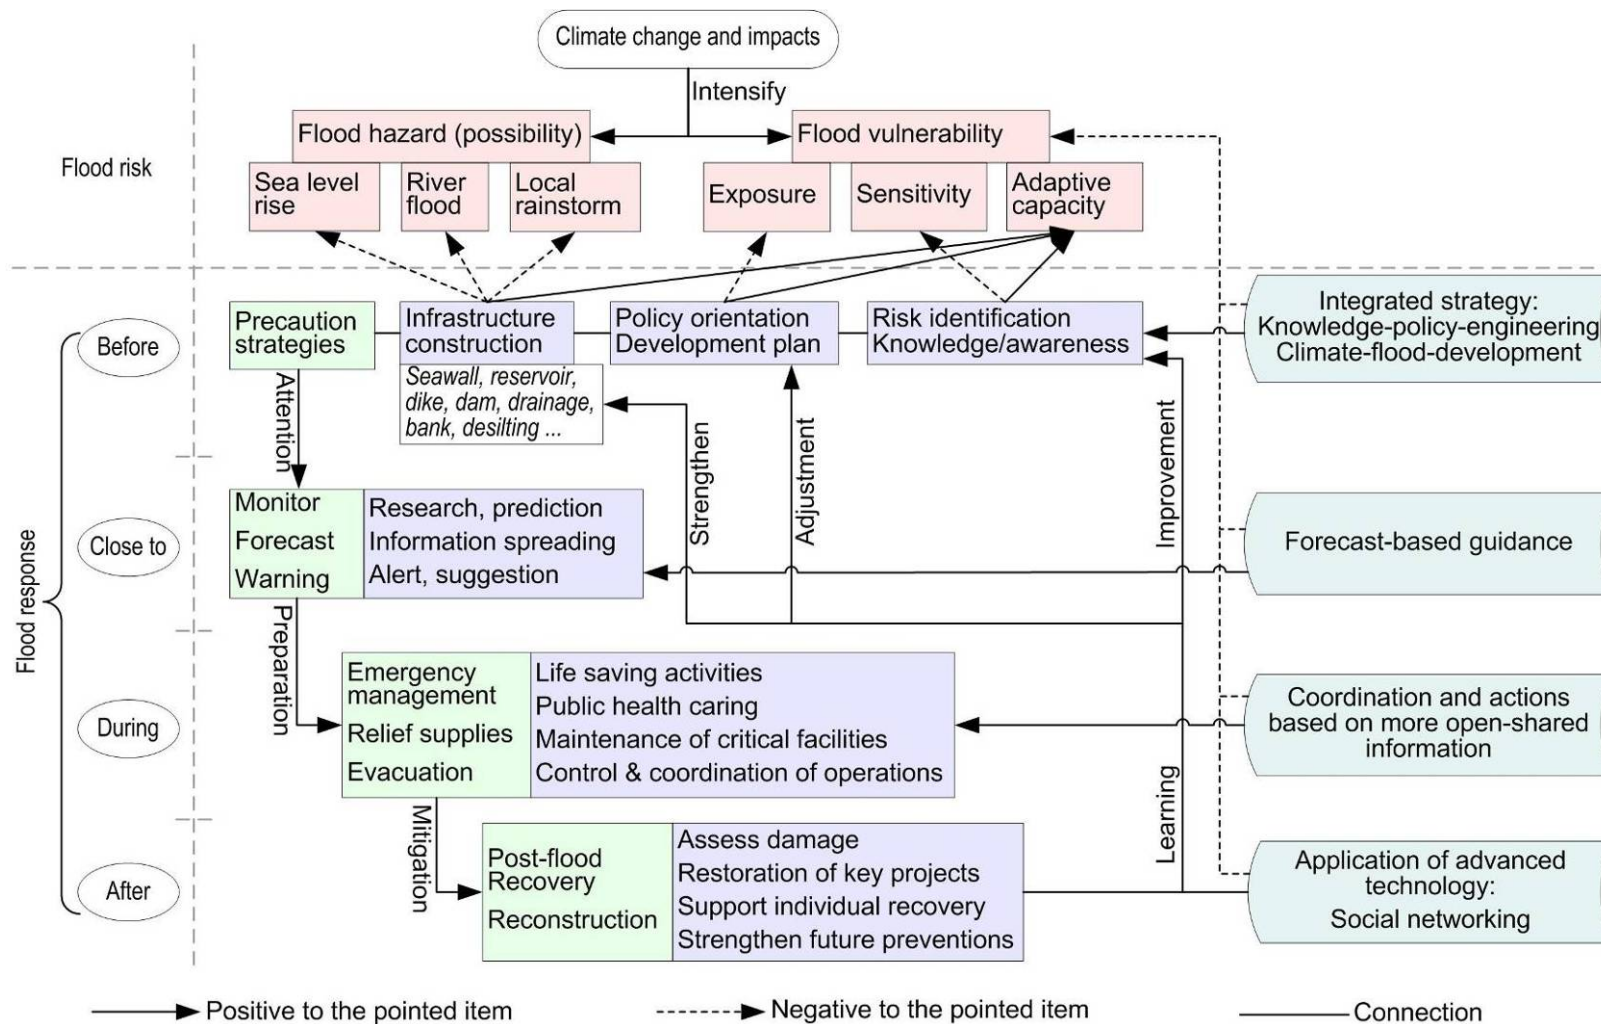 Climate change and impacts
Intensify
Flood risk
Flood hazard (possibility)
Flood vulnerability
Sea level
rise
River
flood
Local
rainstorm
Exposure
Sensitivity
Adaptive
capacity
Flood response
Before
Precaution
strategies
Infrastructure
construction
Seawall, reservoir,
dike, dam, drainage,
bank, desilting ...
Policy orientation
Development plan
Risk identification
Knowledge/awareness
Integrated strategy:
Knowledge-policy-engineering
Climate-flood-development
Attention
Strengthen
Adjustment
Improvement
Close to
Monitor
Forecast
Warning
Research, prediction
Information spreading
Alert, suggestion
Forecast-based guidance
Preparation
During
Emergency
management
Relief supplies
Evacuation
Life saving activities
Public health caring
Maintenance of critical facilities
Control & coordination of operations
Coordination and actions
based on more open-shared
information
Mitigation
Learning
After
Post-flood
Recovery
Reconstruction
Assess damage
Restoration of key projects
Support individual recovery
Strengthen future preventions
Application of advanced
technology:
Social networking
Positive to the pointed item
Negative to the pointed item
Connection